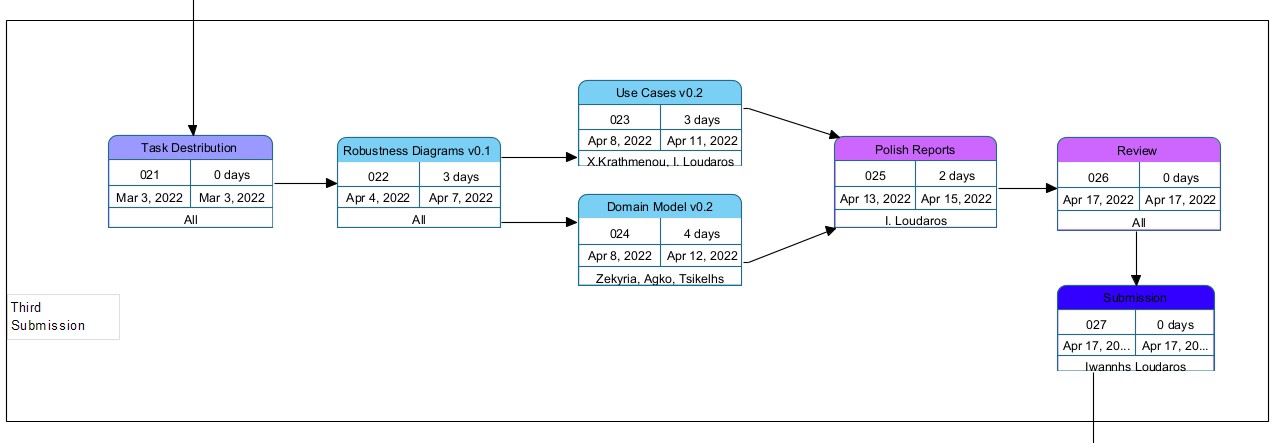 Task Destribution
021 0 days
Mar 3, 2022 Mar 3, 2022
All
Robustness Diagrams v0.1
022 3 days
Apr 4, 2022 Apr 7, 2022
All
Use Cases v0.2
023 3 days
Apr 8, 2022 Apr 11, 2022
X.Krathmenou, I. Loudaros
Domain Model v0.2
024 4 days
Apr 8, 2022 Apr 12, 2022
Zekyria, Agko, Tsikelhs
Polish Reports
025 2 days
Apr 13, 2022 Apr 15, 2022
I. Loudaros
Review
026 0 days
Apr 17, 2022 Apr 17, 2022
All
Submission
027 0 days
Apr 17, 20... Apr 17, 20...
Iwannhs Loudaros
Third
Submission